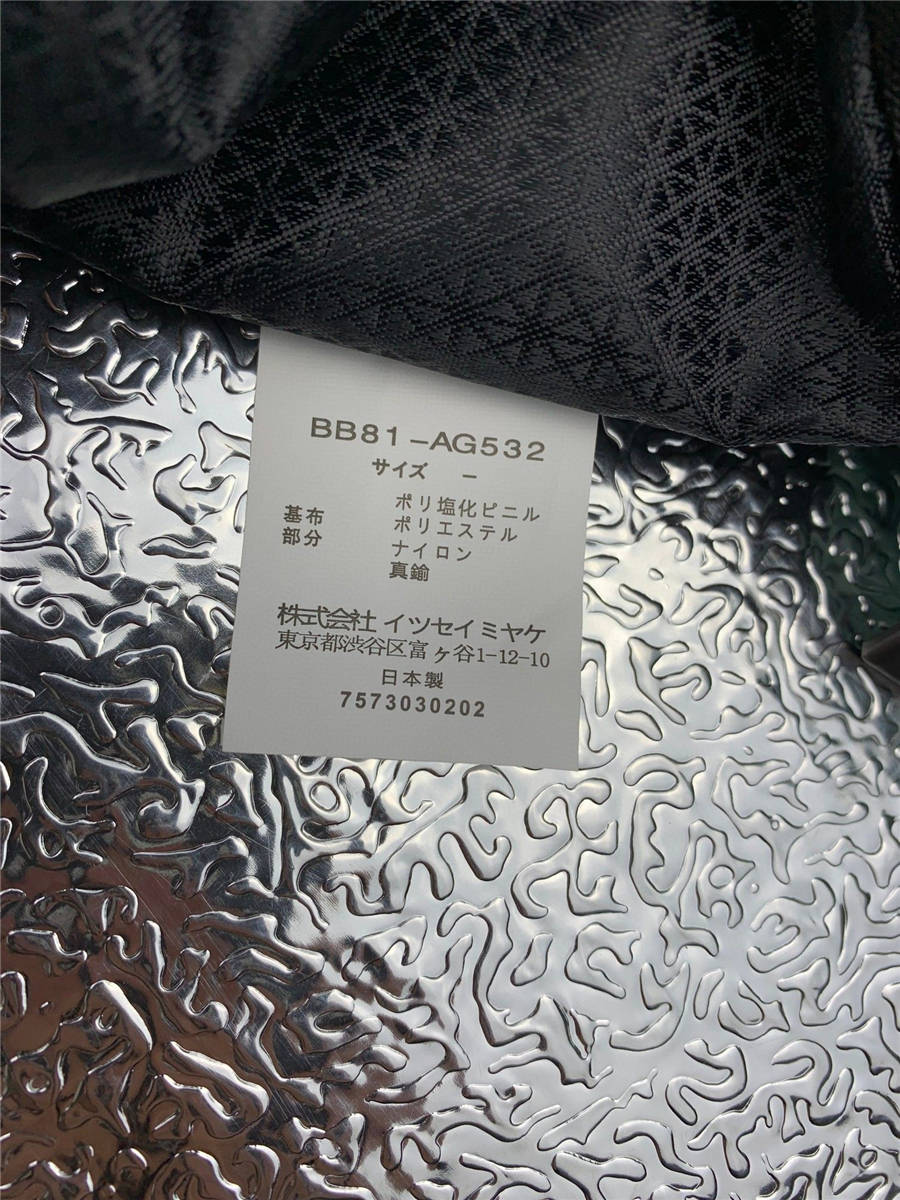 BB81-AG532
サイズ －
ポリ塩化ビニル
基布 ポリエステル
部分 ナイロン
真鍮
株式会社 イツセイミヤケ
東京都渋谷区富ヶ谷1-12-10
日本製
7573030202